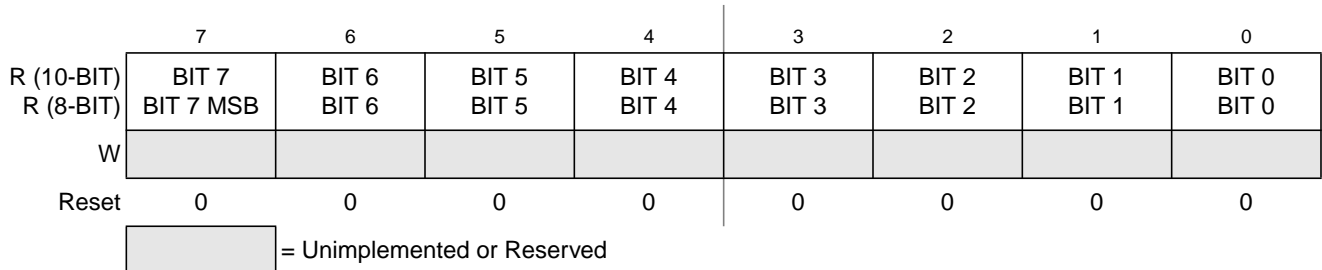 7 6 5 4 3 2 1 0
R (10-BIT) BIT 7 BIT 6 BIT 5 BIT 4 BIT 3 BIT 2 BIT 1 BIT 0
R (8-BIT) BIT 7 MSB BIT 6 BIT 5 BIT 4 BIT 3 BIT 2 BIT 1 BIT 0
W
Reset 0 0 0 0 0 0 0 0
= Unimplemented or Reserved